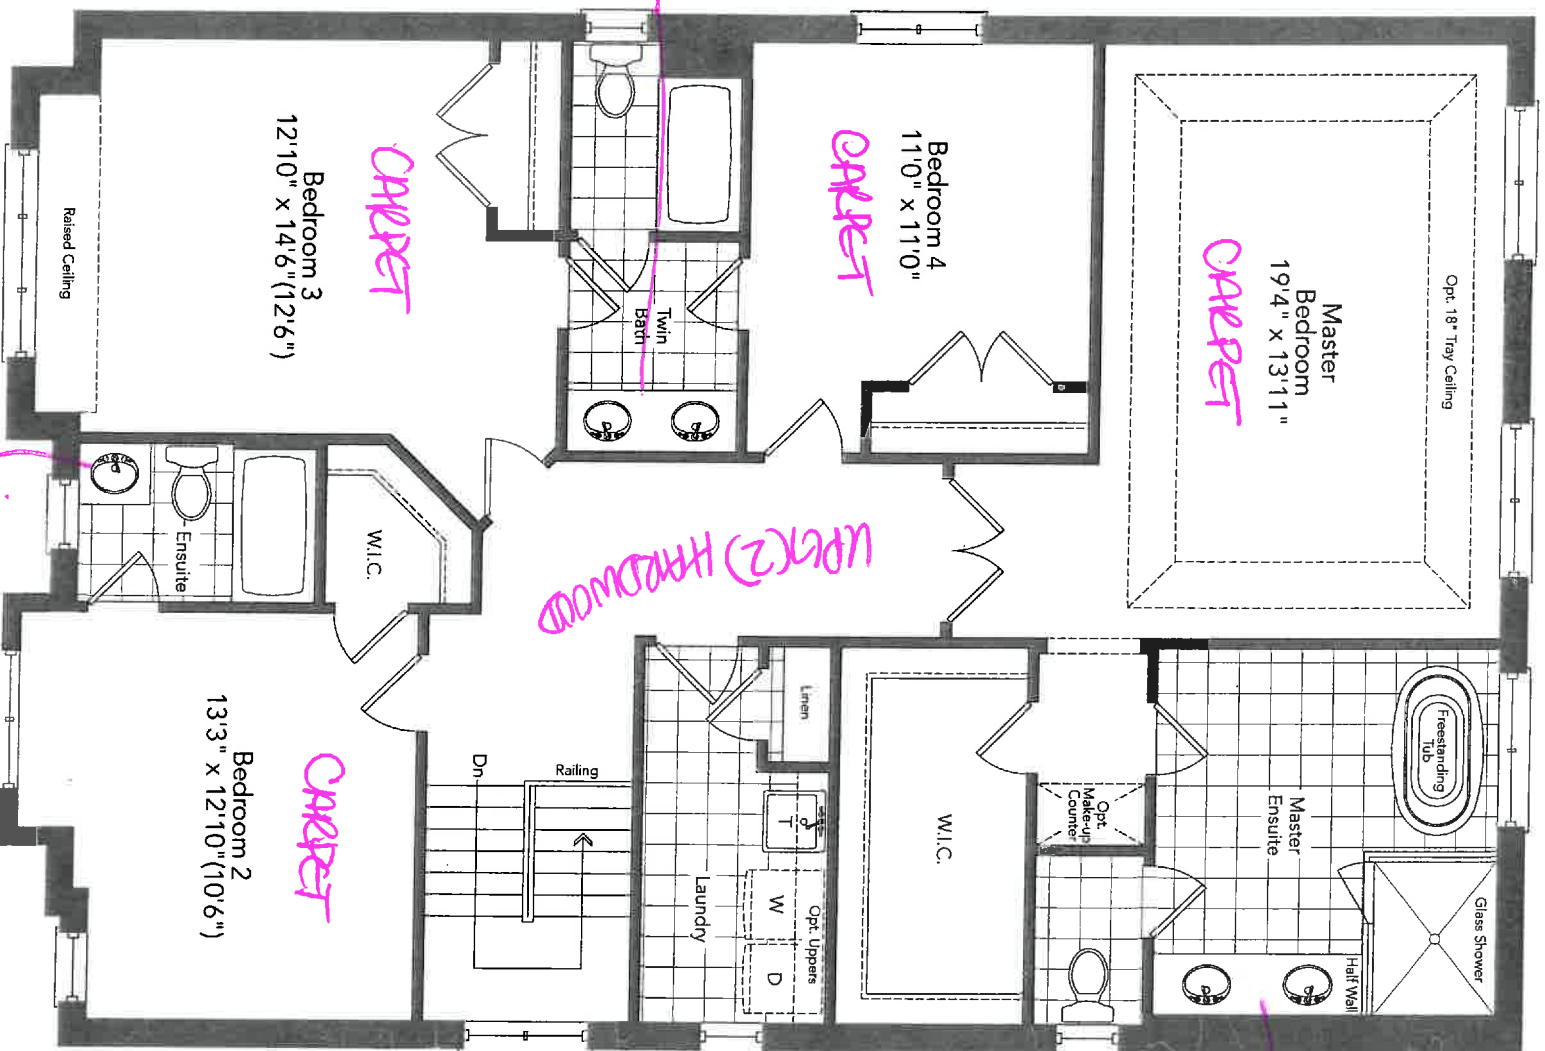 Opt. 18" Tray Ceiling
Master
Bedroom
19'4" x 13'11"
CARPET
Bedroom 4
11'0" x 11'0"
CARPET
Twin
Bath
Bedroom 3
12'10" x 14'6"(12'6")
CARPET
Raised Ceiling
Freestanding
Tub
Master
Ensuite
Glass Shower
Half Wall
Opt.
Make-up
Counter
W.I.C.
Linen
Opt. Uppers
W
D
T
Laundry
UPG(2) HARDWOOD
Railing
Dn
W.I.C.
Ensuite
Bedroom 2
13'3" x 12'10"(10'6")
CARPET